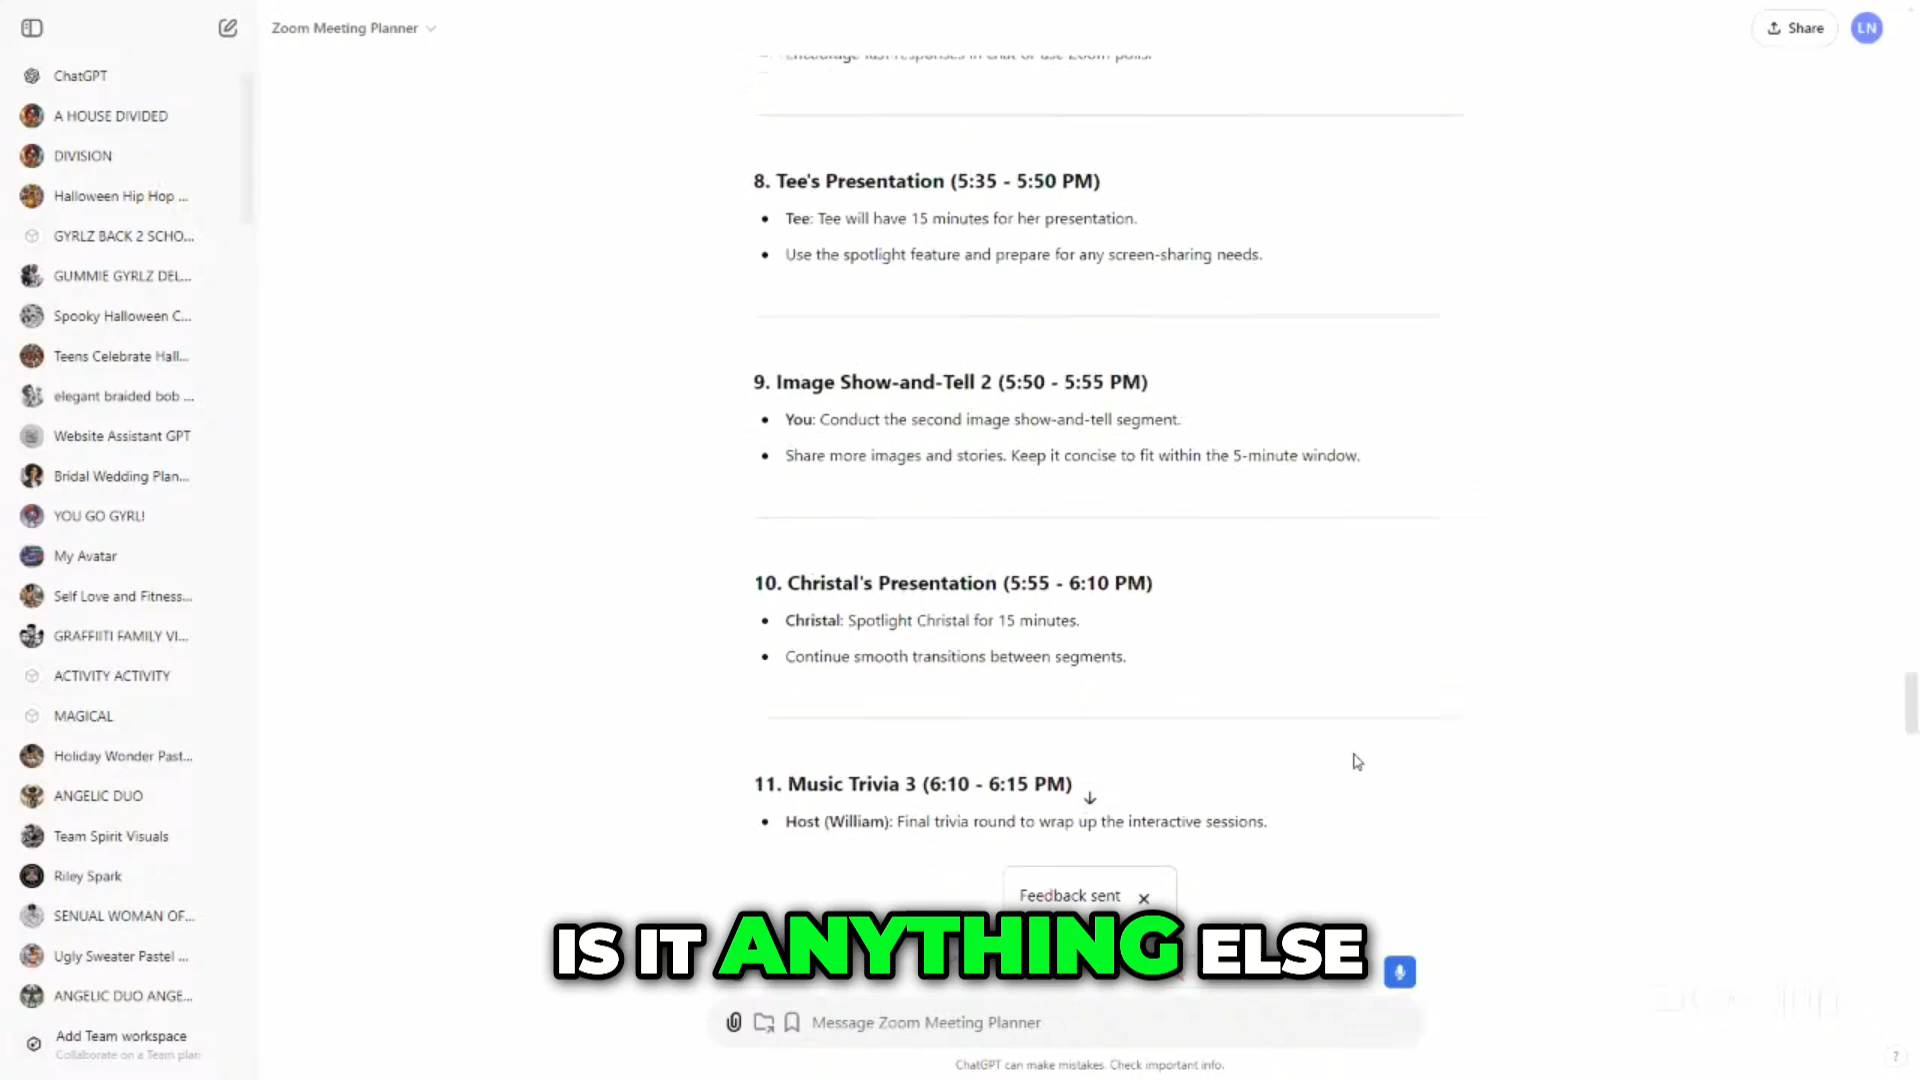 Zoom Meeting Planner
Share
LN
ChatGPT
A HOUSE DIVIDED
DIVISION
Halloween Hip Hop ...
GYRLZ BACK 2 SCHO...
GUMMIE GYRLZ DEL...
Spooky Halloween C...
Teens Celebrate Hall...
elegant braided bob ...
Website Assistant GPT
Bridal Wedding Plan...
YOU GO GYRL!
My Avatar
Self Love and Fitness...
GRAFFIITI FAMILY VI...
ACTIVITY ACTIVITY
MAGICAL
Holiday Wonder Past...
ANGELIC DUO
Team Spirit Visuals
Riley Spark
SENUAL WOMAN OF...
Ugly Sweater Pastel ...
ANGELIC DUO ANGE...
Add Team workspace
Collaborate on a Team plan
Encourage fast responses in chat or use Zoom polls.
8. Tee's Presentation (5:35 - 5:50 PM)
Tee: Tee will have 15 minutes for her presentation.
Use the spotlight feature and prepare for any screen-sharing needs.
9. Image Show-and-Tell 2 (5:50 - 5:55 PM)
You: Conduct the second image show-and-tell segment.
Share more images and stories. Keep it concise to fit within the 5-minute window.
10. Christal's Presentation (5:55 - 6:10 PM)
Christal: Spotlight Christal for 15 minutes.
Continue smooth transitions between segments.
11. Music Trivia 3 (6:10 - 6:15 PM)
Host (William): Final trivia round to wrap up the interactive sessions.
Feedback sent
IS IT ANYTHING ELSE
Message Zoom Meeting Planner
ChatGPT can make mistakes. Check important info.
?